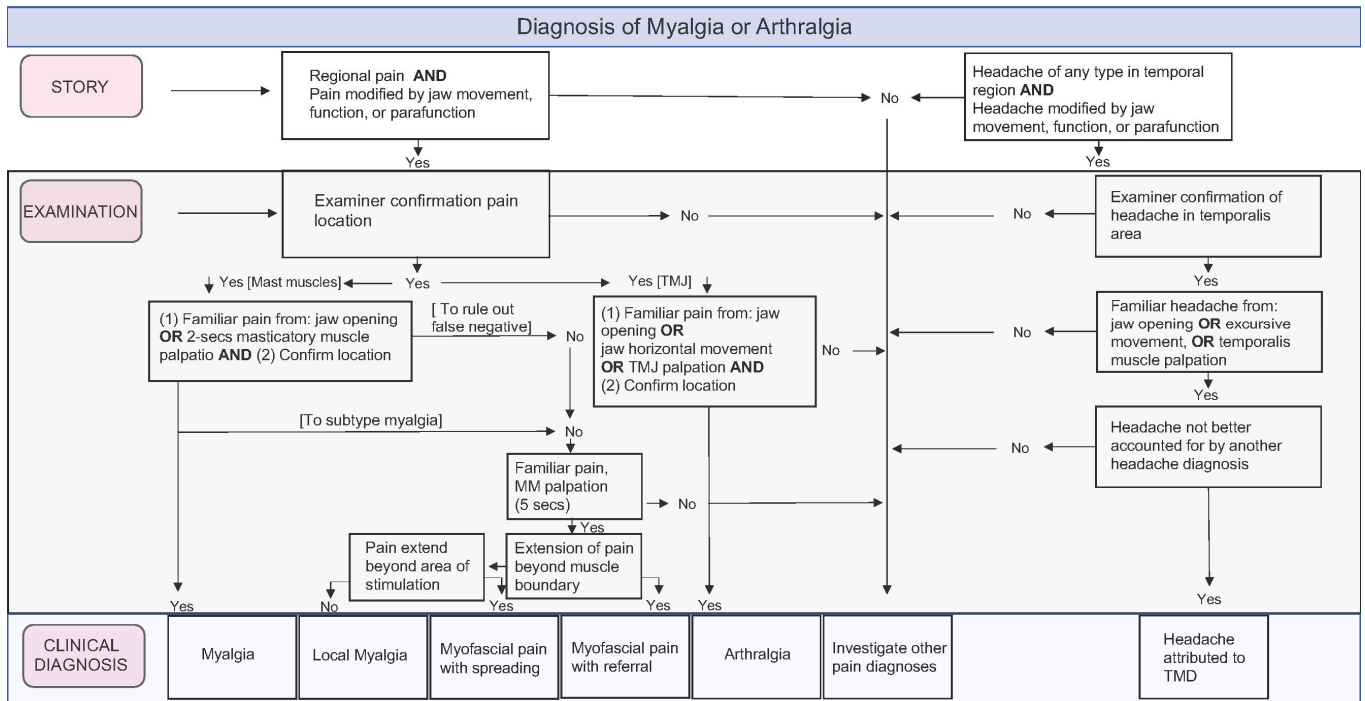 Diagnosis of Myalgia or Arthralgia
STORY
Regional pain AND
Pain modified by jaw movement,
function, or parafunction
No
Headache of any type in temporal
region AND
Headache modified by jaw
movement, function, or parafunction
Yes
Yes
EXAMINATION
Examiner confirmation pain
location
No
No
Examiner confirmation of
headache in temporalis
area
Yes [Mast muscles]
Yes
Yes [TMJ]
Yes
(1) Familiar pain from: jaw opening
OR 2-secs masticatory muscle
palpatio AND (2) Confirm location
[ To rule out
false negative]
No
(1) Familiar pain from: jaw
opening OR
jaw horizontal movement
OR TMJ palpation AND
(2) Confirm location
No
No
Familiar headache from:
jaw opening OR excursive
movement, OR temporalis
muscle palpation
Yes
[To subtype myalgia]
No
No
Headache not better
accounted for by another
headache diagnosis
Familiar pain,
MM palpation
(5 secs)
No
Yes
Pain extend
beyond area of
stimulation
Extension of pain
beyond muscle
boundary
Yes
No
Yes
Yes
Yes
Yes
CLINICAL
DIAGNOSIS
Myalgia
Local Myalgia
Myofascial pain
with spreading
Myofascial pain
with referral
Arthralgia
Investigate other
pain diagnoses
Headache
attributed to
TMD